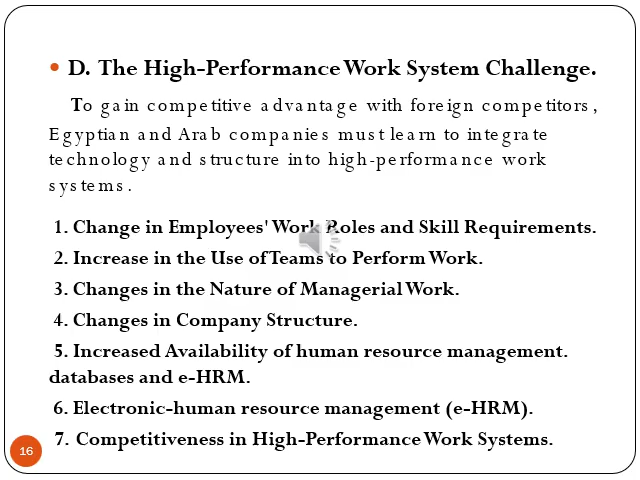 D. The High-Performance Work System Challenge.
To gain competitive advantage with foreign competitors,
Egyptian and Arab companies must learn to integrate
technology and structure into high-performance work
systems.
1. Change in Employees' Work Roles and Skill Requirements.
2. Increase in the Use of Teams to Perform Work.
3. Changes in the Nature of Managerial Work.
4. Changes in Company Structure.
5. Increased Availability of human resource management.
databases and e-HRM.
6. Electronic-human resource management (e-HRM).
7. Competitiveness in High-Performance Work Systems.
16